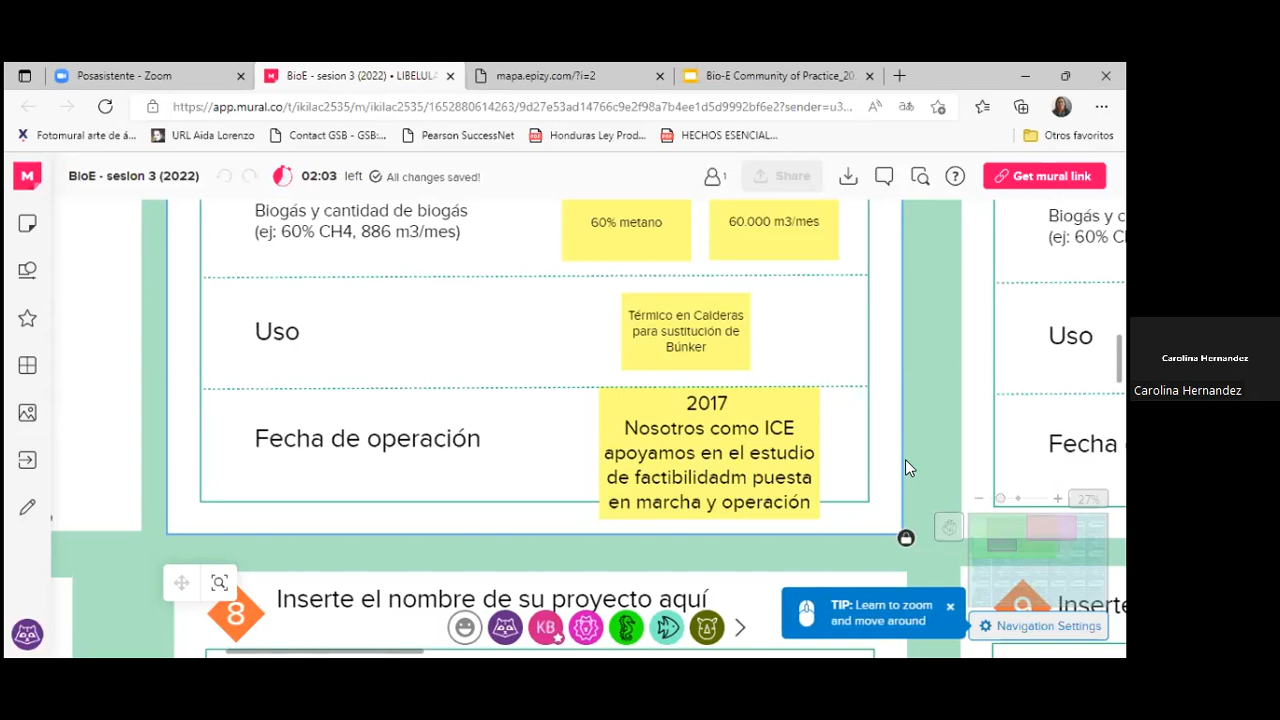 Posasistente - Zoom
BioE - sesion 3 (2022) • LIBELULA
mapa.epizy.com/?i=2
Bio-E Community of Practice_20
https://app.mural.co/t/ikilac2535/m/ikilac2535/1652880614263/9d27e53ad14766c9e2f98a7b4ee1d5d9992bf6e2?sender=u3...
Fotomural arte de á...
URL Aida Lorenzo
Contact GSB - GSB:...
Pearson SuccessNet
Honduras Ley Prod...
HECHOS ESENCIAL...
Otros favoritos
BioE - sesion 3 (2022)
02:03 left
All changes saved!
1
Share
Get mural link
Biogás y cantidad de biogás
(ej: 60% CH4, 886 m3/mes)
60% metano
60.000 m3/mes
Uso
Térmico en Calderas
para sustitución de
Búnker
Fecha de operación
2017
Nosotros como ICE
apoyamos en el estudio
de factibilidadm puesta
en marcha y operación
Biogás y c
(ej: 60% CH
Uso
Fecha
27%
8
Inserte el nombre de su proyecto aquí
9
Inserte
KB
TIP: Learn to zoom
and move around
Navigation Settings
Carolina Hernandez
Carolina Hernandez